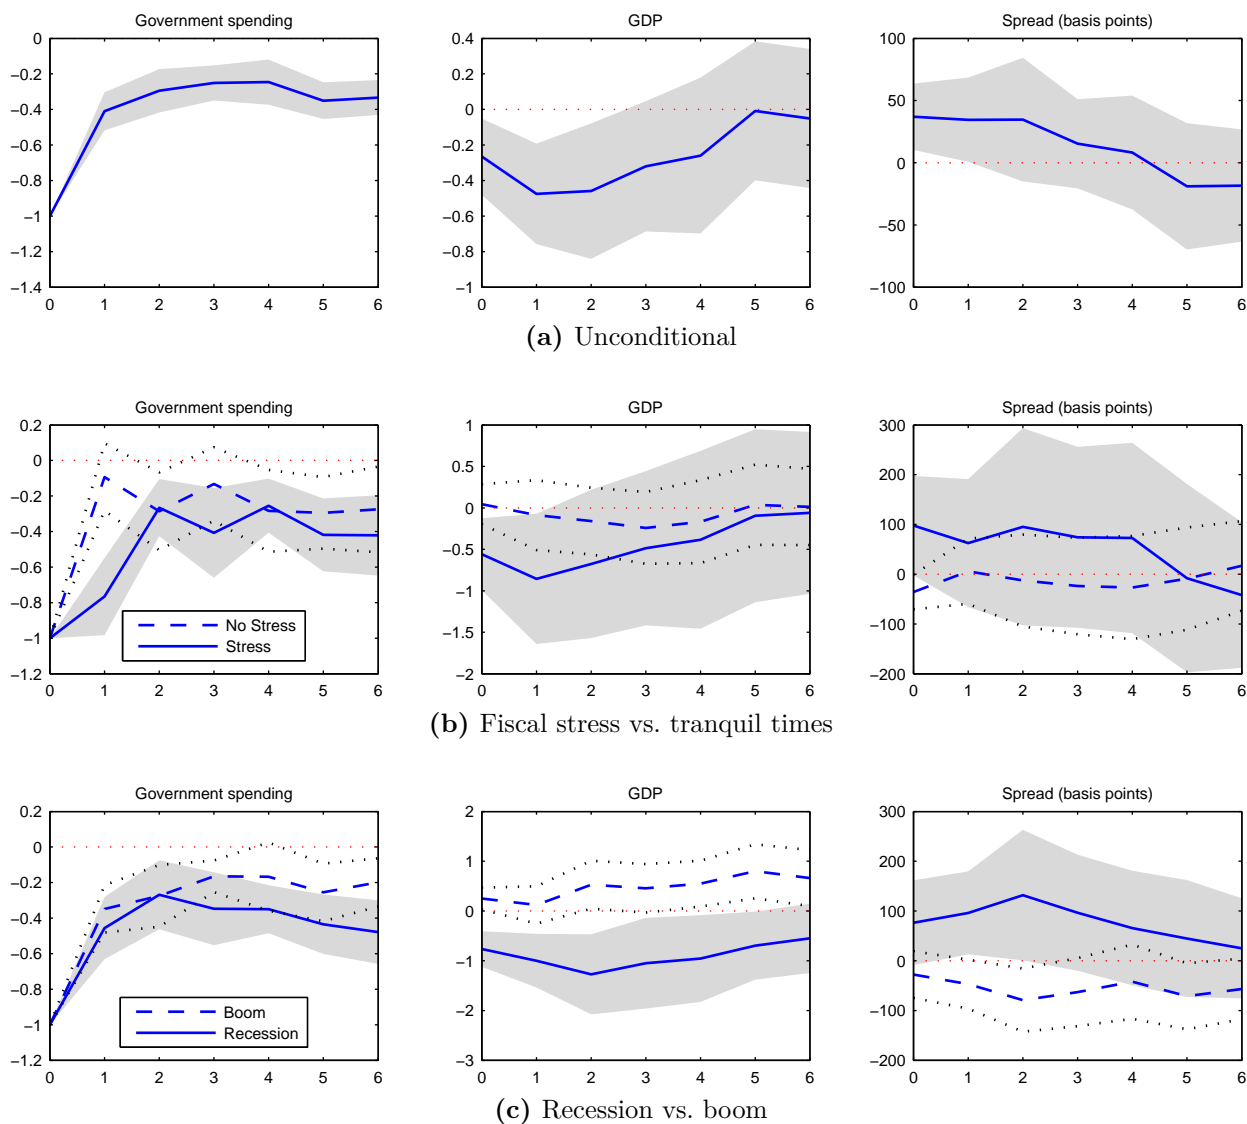 Government spending
GDP
Spread (basis points)
0
−0.2
−0.4
−0.6
−0.8
−1
−1.2
−1.4
0 1 2 3 4 5 6
0.4
0.2
0
−0.2
−0.4
−0.6
−0.8
−1
0 1 2 3 4 5 6
100
50
0
−50
−100
0 1 2 3 4 5 6
(a) Unconditional
Government spending
GDP
Spread (basis points)
0.2
0
−0.2
−0.4
−0.6
−0.8
−1
−1.2
No Stress
Stress
0 1 2 3 4 5 6
1
0.5
0
−0.5
−1
−1.5
−2
0 1 2 3 4 5 6
300
200
100
0
−100
−200
0 1 2 3 4 5 6
(b) Fiscal stress vs. tranquil times
Government spending
GDP
Spread (basis points)
0.2
0
−0.2
−0.4
−0.6
−0.8
−1
−1.2
Boom
Recession
0 1 2 3 4 5 6
2
1
0
−1
−2
−3
0 1 2 3 4 5 6
300
200
100
0
−100
−200
0 1 2 3 4 5 6
(c) Recession vs. boom